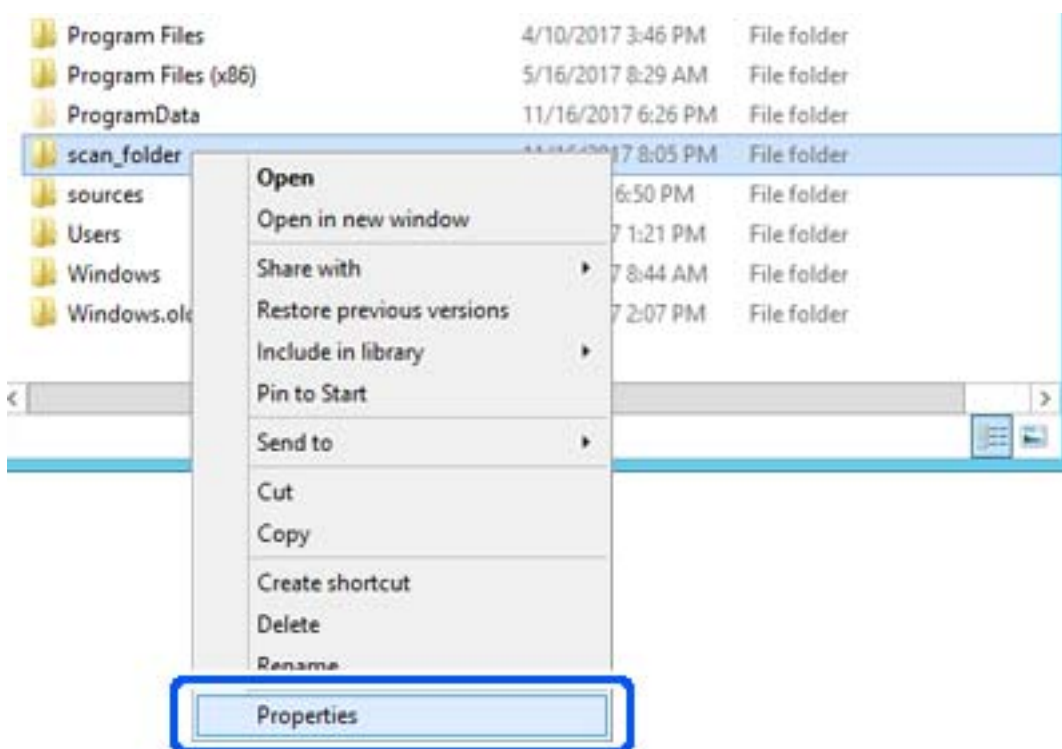 Program Files 4/10/2017 3:46 PM File folder
Program Files (x86) 5/16/2017 8:29 AM File folder
ProgramData 11/16/2017 6:26 PM File folder
scan_folder 17 8:05 PM File folder
sources 6:50 PM File folder
Users 7 1:21 PM File folder
Windows 7 8:44 AM File folder
Windows.old 7 2:07 PM File folder
Open
Open in new window
Share with
Restore previous versions
Include in library
Pin to Start
Send to
Cut
Copy
Create shortcut
Delete
Rename
Properties